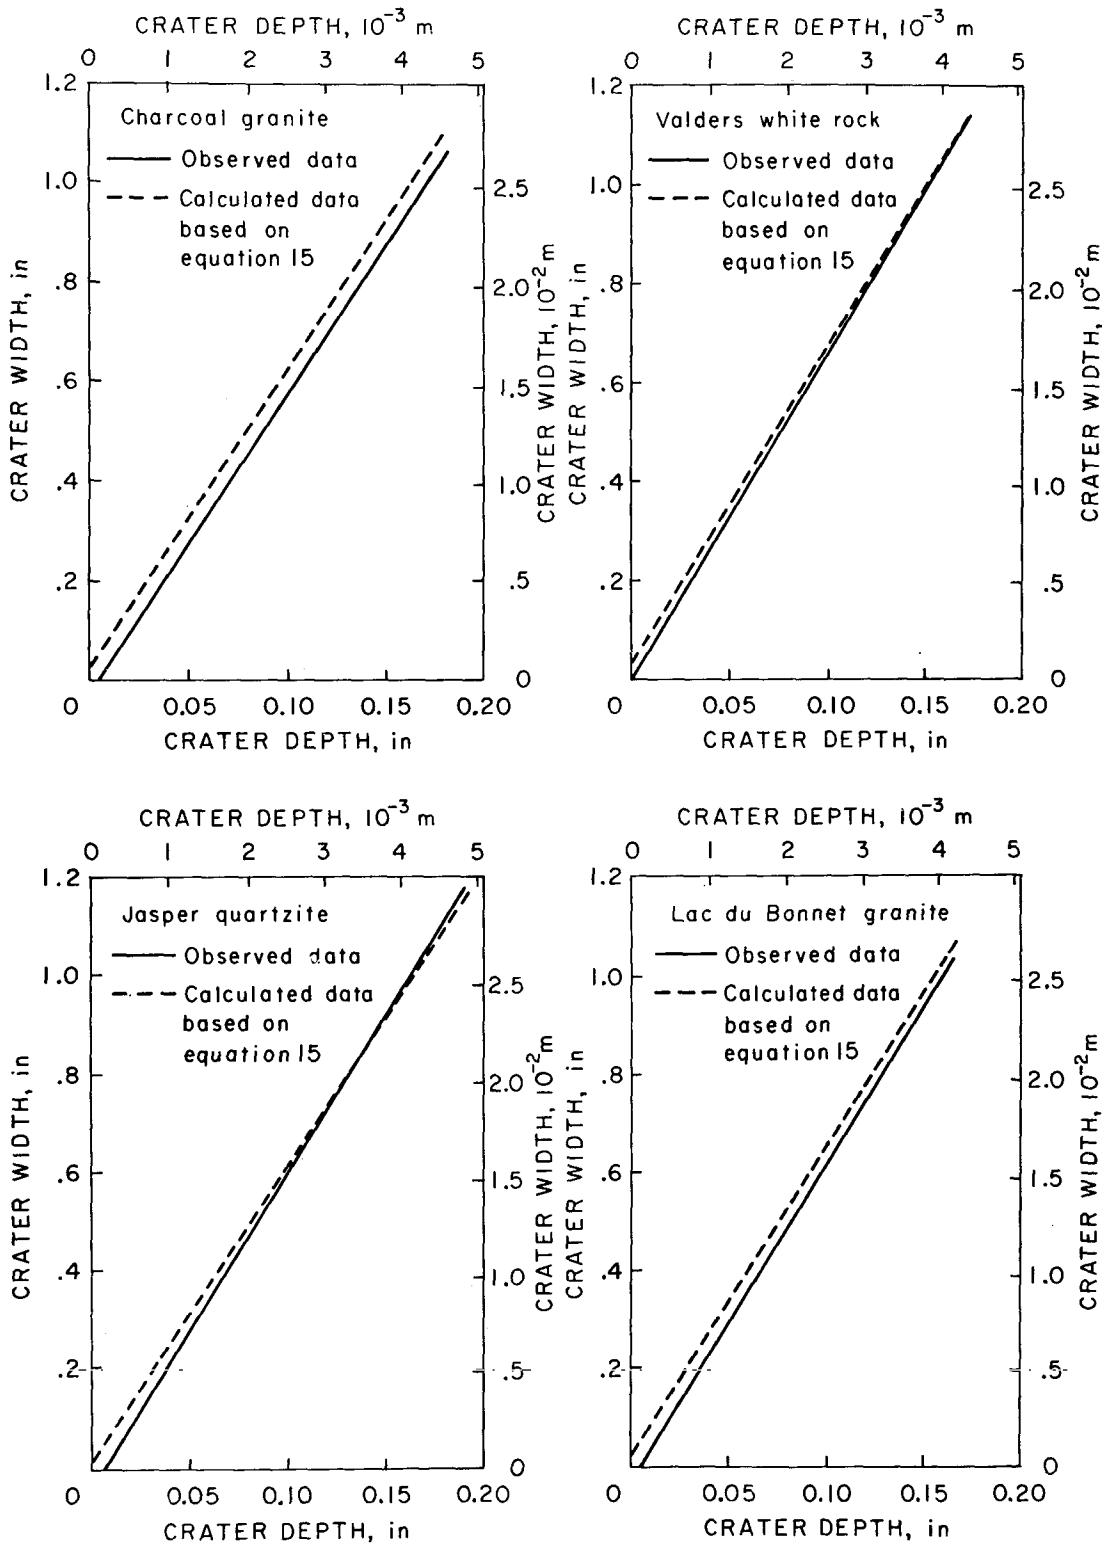 CRATER DEPTH, 10⁻³ m
0 1 2 3 4 5
1.2
1.0
.8
.6
.4
.2
CRATER WIDTH, in
Charcoal granite
Observed data
Calculated data
based on
equation 15
2.5
2.0
1.5
1.0
.5
0
CRATER WIDTH, 10⁻² m
0 0.05 0.10 0.15 0.20
CRATER DEPTH, in
CRATER DEPTH, 10⁻³ m
0 1 2 3 4 5
1.2
1.0
.8
.6
.4
.2
CRATER WIDTH, in
Valders white rock
Observed data
Calculated data
based on
equation 15
2.5
2.0
1.5
1.0
.5
0
CRATER WIDTH, 10⁻² m
0 0.05 0.10 0.15 0.20
CRATER DEPTH, in
CRATER DEPTH, 10⁻³ m
0 1 2 3 4 5
1.2
1.0
.8
.6
.4
.2
CRATER WIDTH, in
Jasper quartzite
Observed data
Calculated data
based on
equation 15
2.5
2.0
1.5
1.0
.5
0
CRATER WIDTH, 10⁻² m
0 0.05 0.10 0.15 0.20
CRATER DEPTH, in
CRATER DEPTH, 10⁻³ m
0 1 2 3 4 5
1.2
1.0
.8
.6
.4
.2
CRATER WIDTH, in
Lac du Bonnet granite
Observed data
Calculated data
based on
equation 15
2.5
2.0
1.5
1.0
.5
0
CRATER WIDTH, 10⁻² m
0 0.05 0.10 0.15 0.20
CRATER DEPTH, in